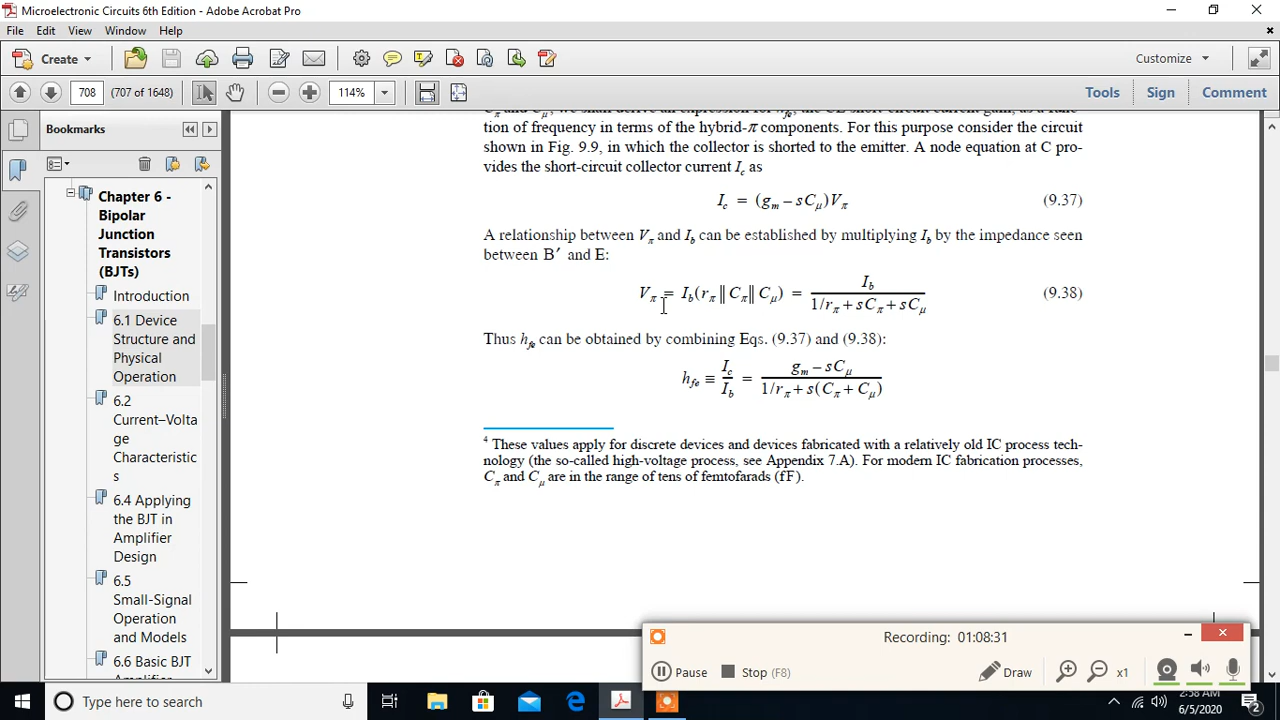 Microelectronic Circuits 6th Edition - Adobe Acrobat Pro
File Edit View Window Help
Create Customize
708 (707 of 1648) 114% Tools Sign Comment
Bookmarks
Chapter 6 -
Bipolar
Junction
Transistors
(BJTs)
Introduction
6.1 Device
Structure and
Physical
Operation
6.2
Current–Volta
ge
Characteristic
s
6.4 Applying
the BJT in
Amplifier
Design
6.5
Small-Signal
Operation
and Models
6.6 Basic BJT
tion of frequency in terms of the hybrid-π components. For this purpose consider the circuit
shown in Fig. 9.9, in which the collector is shorted to the emitter. A node equation at C pro-
vides the short-circuit collector current I_c as
I_c = (g_m – sC_μ)V_π (9.37)
A relationship between V_π and I_b can be established by multiplying I_b by the impedance seen
between B′ and E:
V_π = I_b(r_π || C_π || C_μ) = I_b / (1/r_π + sC_π + sC_μ) (9.38)
Thus h_fe can be obtained by combining Eqs. (9.37) and (9.38):
h_fe ≡ I_c / I_b = (g_m – sC_μ) / (1/r_π + s(C_π + C_μ))
4 These values apply for discrete devices and devices fabricated with a relatively old IC process tech-
nology (the so-called high-voltage process, see Appendix 7.A). For modern IC fabrication processes,
C_π and C_μ are in the range of tens of femtofarads (fF).
Recording: 01:08:31
Pause Stop (F8) Draw x1
Type here to search
2:58 AM
6/5/2020
2